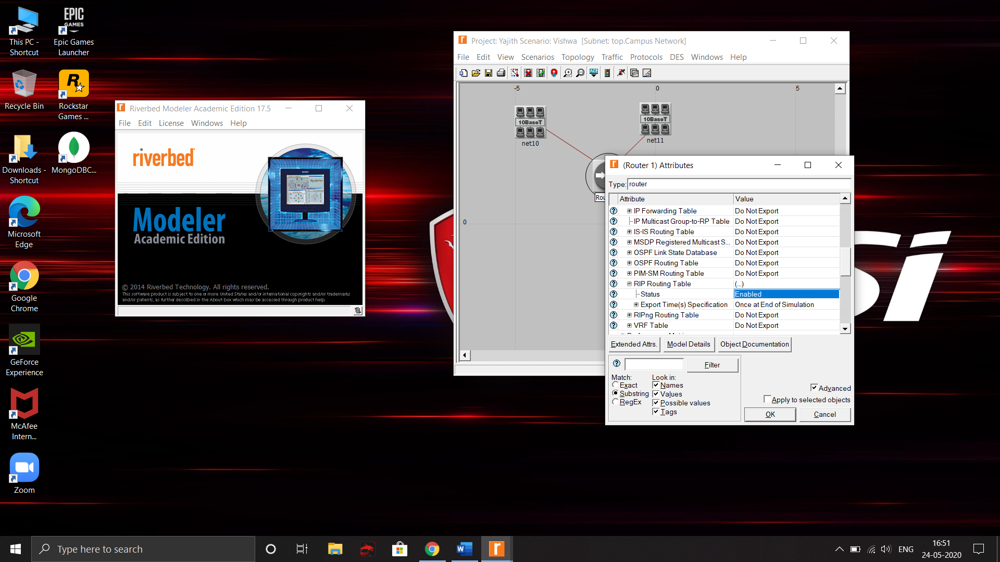 This PC -
Shortcut
EPIC
GAMES
Epic Games
Launcher
Recycle Bin
Rockstar
Games ...
Downloads -
Shortcut
MongoDBC...
Microsoft
Edge
Google
Chrome
GeForce
Experience
McAfee
Intern...
Zoom
Riverbed Modeler Academic Edition 17.5
File Edit License Windows Help
riverbed
Modeler
Academic Edition
© 2014 Riverbed Technology. All rights reserved.
This software product is subject to one or more United States and/or international copyrights and/or trademarks
and/or patents, as further described in the About box which may be accessed through product help.
Project: Yajith Scenario: Vishwa [Subnet: top.Campus Network]
File Edit View Scenarios Topology Traffic Protocols DES Windows Help
ACE
-5 0 5
10BaseT
net10
10BaseT
net11
Rou
0
(Router 1) Attributes
Type: router
Attribute Value
IP Forwarding Table Do Not Export
IP Multicast Group-to-RP Table Do Not Export
IS-IS Routing Table Do Not Export
MSDP Registered Multicast S... Do Not Export
OSPF Link State Database Do Not Export
OSPF Routing Table Do Not Export
PIM-SM Routing Table Do Not Export
RIP Routing Table (...)
Status Enabled
Export Time(s) Specification Once at End of Simulation
RIPng Routing Table Do Not Export
VRF Table Do Not Export
Extended Attrs. Model Details Object Documentation
Filter
Match: Look in:
Exact Names
Substring Values
RegEx Possible values
Tags
Advanced
Apply to selected objects
OK Cancel
Type here to search
ENG
16:51
24-05-2020